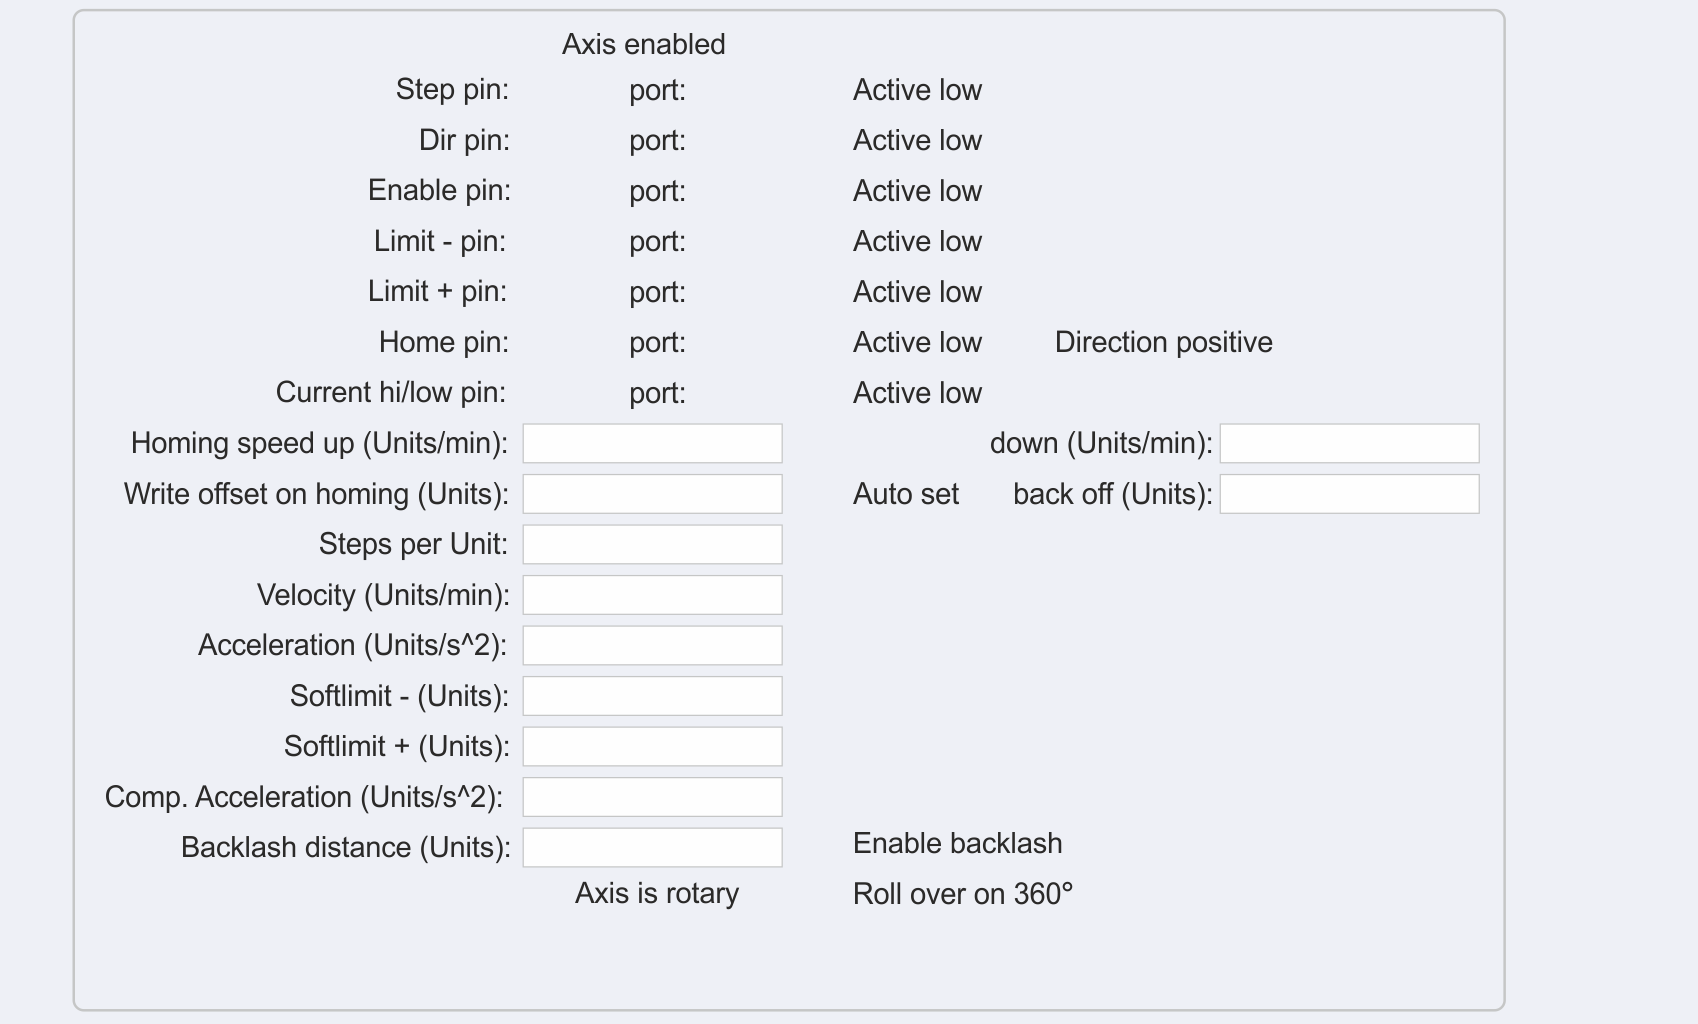 Axis enabled
Step pin: port: Active low
Dir pin: port: Active low
Enable pin: port: Active low
Limit - pin: port: Active low
Limit + pin: port: Active low
Home pin: port: Active low Direction positive
Current hi/low pin: port: Active low
Homing speed up (Units/min): down (Units/min):
Write offset on homing (Units): Auto set back off (Units):
Steps per Unit:
Velocity (Units/min):
Acceleration (Units/s^2):
Softlimit - (Units):
Softlimit + (Units):
Comp. Acceleration (Units/s^2):
Backlash distance (Units): Enable backlash
Axis is rotary Roll over on 360°